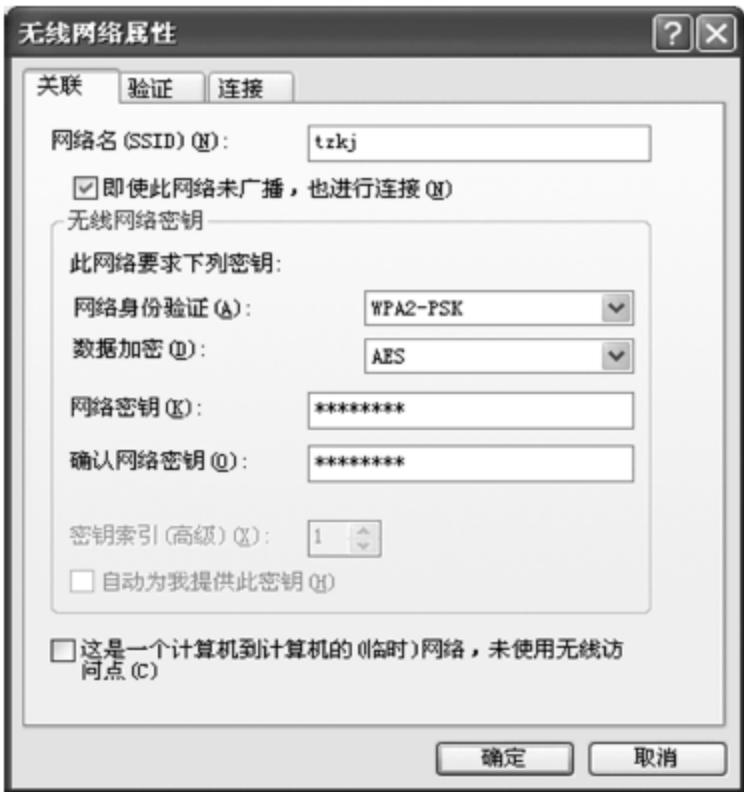 无线网络属性
关联 验证 连接
网络名(SSID)(N): tzkj
即使此网络未广播，也进行连接(N)
无线网络密钥
此网络要求下列密钥:
网络身份验证(A): WPA2-PSK
数据加密(D): AES
网络密钥(K): ********
确认网络密钥(O): ********
密钥索引(高级)(X): 1
自动为我提供此密钥(H)
这是一个计算机到计算机的(临时)网络，未使用无线访
问点(C)
确定 取消